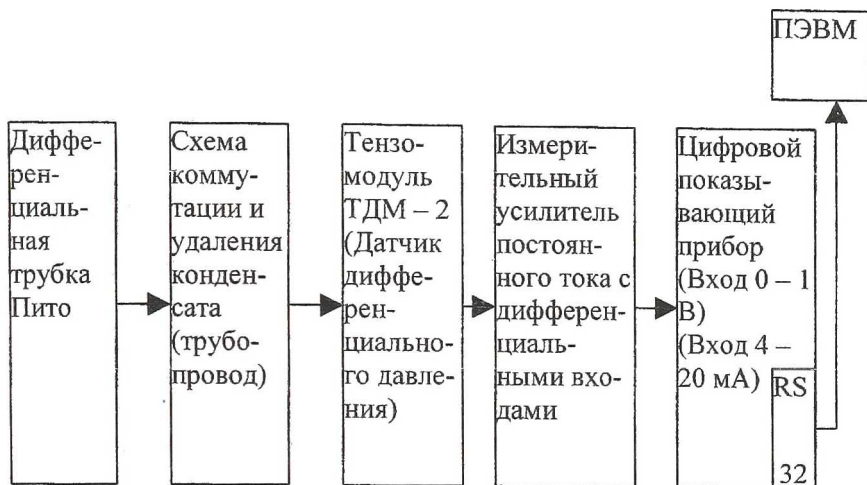 ПЭВМ
Диффе-
рен-
циаль-
ная
трубка
Пито
Схема
комму-
тации и
удаления
конден-
сата
(трубо-
провод)
Тензо-
модуль
ТДМ – 2
(Датчик
диффе-
рен-
циально-
го давле-
ния)
Измери-
тельный
усилитель
постоян-
ного тока с
дифферен-
циаль-
ными вхо-
дами
Цифровой
показы-
вающий
прибор
(Вход 0 – 1
В)
(Вход 4 –
20 мА)
RS
32